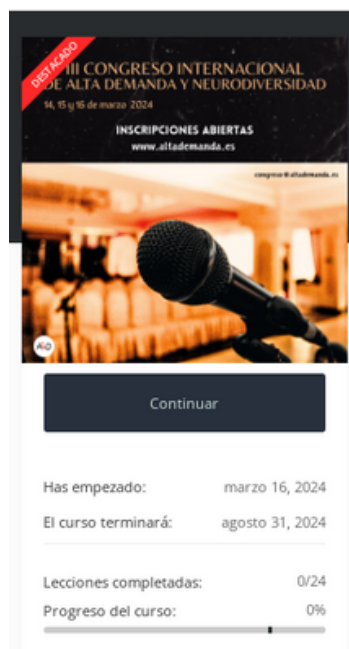 DESTACADO
III CONGRESO INTERNACIONAL
DE ALTA DEMANDA Y NEURODIVERSIDAD
14, 15 y 16 de marzo 2024
INSCRIPCIONES ABIERTAS
www.altademanda.es
congreso@altademanda.es
Continuar
Has empezado: marzo 16, 2024
El curso terminará: agosto 31, 2024
Lecciones completadas: 0/24
Progreso del curso: 0%